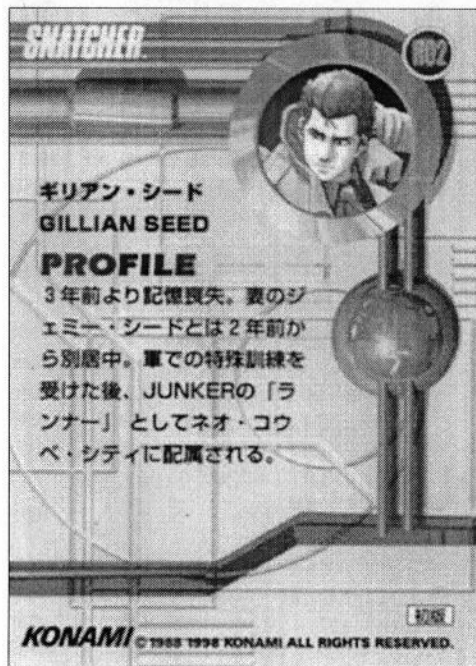 SNATCHER™
R02
ギリアン・シード
GILLIAN SEED
PROFILE
3年前より記憶喪失。妻のジ
ェミー・シードとは2年前か
ら別居中。軍での特殊訓練を
受けた後、JUNKERの「ラ
ンナー」としてネオ・コウ
ベ・シティに配属される。
初版
KONAMI © 1988 1998 KONAMI ALL RIGHTS RESERVED.